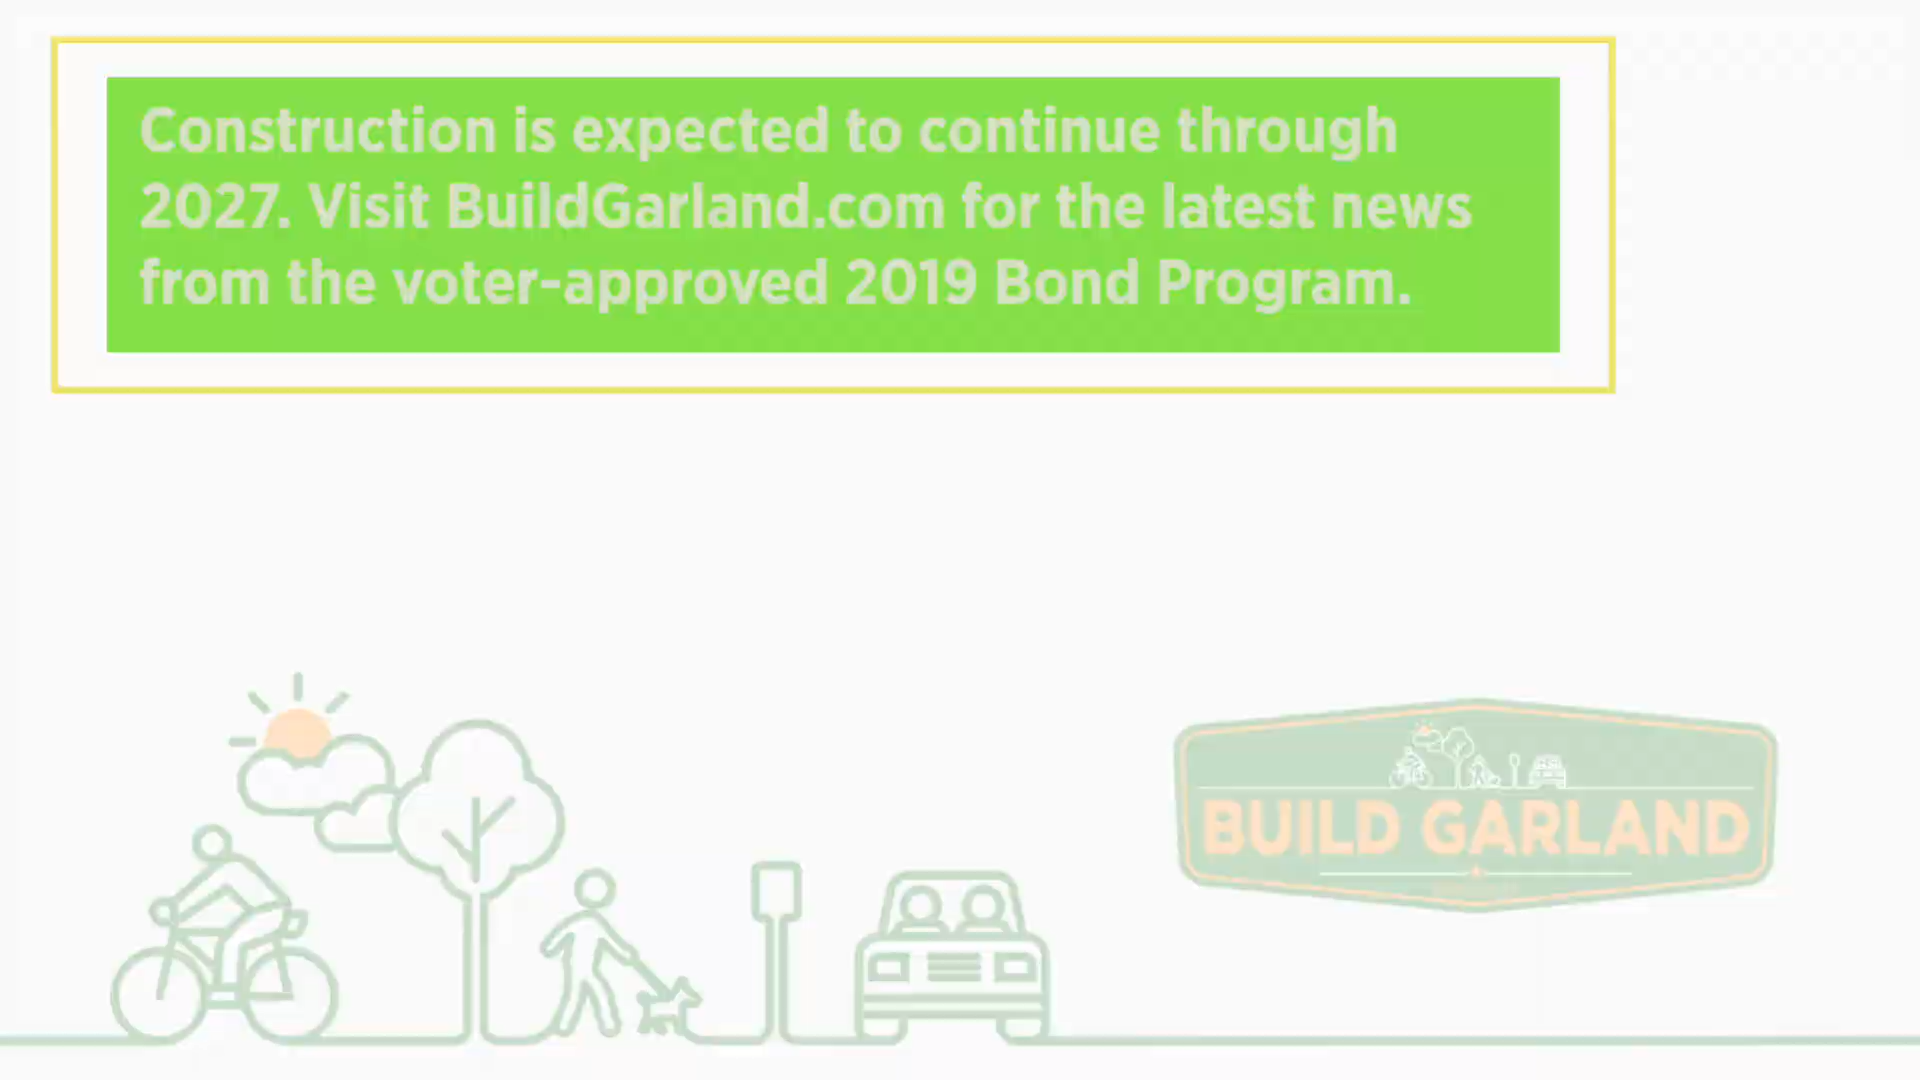 Construction is expected to continue through
2027. Visit BuildGarland.com for the latest news
from the voter-approved 2019 Bond Program.
BUILD GARLAND